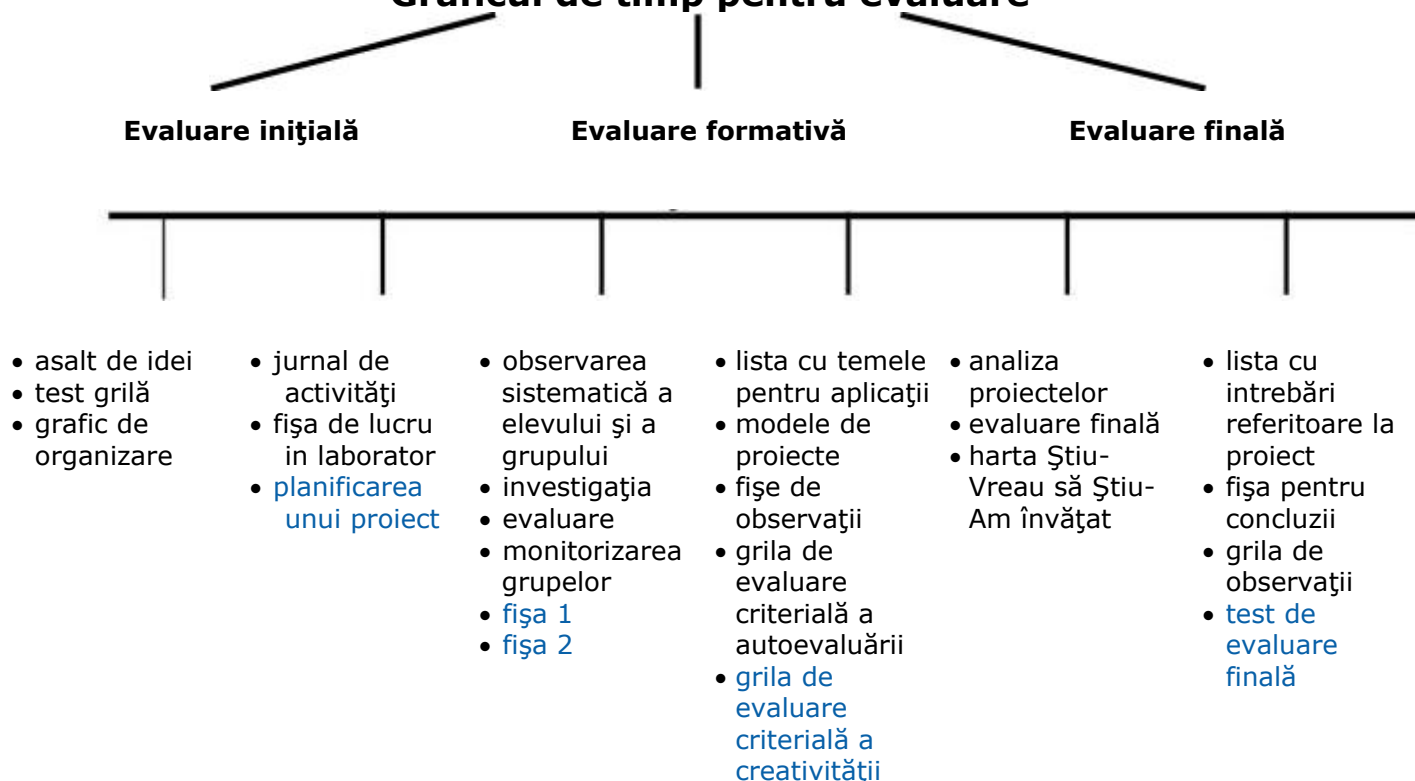 Graficul de timp pentru evaluare
Evaluare iniţială
Evaluare formativă
Evaluare finală
• asalt de idei
• test grilă
• grafic de
organizare
• jurnal de
activităţi
• fişa de lucru
in laborator
• planificarea
unui proiect
• observarea
sistematică a
elevului şi a
grupului
• investigaţia
• evaluare
• monitorizarea
grupelor
• fişa 1
• fişa 2
• lista cu temele
pentru aplicaţii
• modele de
proiecte
• fişe de
observaţii
• grila de
evaluare
criterială a
autoevaluării
• grila de
evaluare
criterială a
creativităţii
• analiza
proiectelor
• evaluare finală
• harta Ştiu-
Vreau să Ştiu-
Am învăţat
• lista cu
intrebări
referitoare la
proiect
• fişa pentru
concluzii
• grila de
observaţii
• test de
evaluare
finală